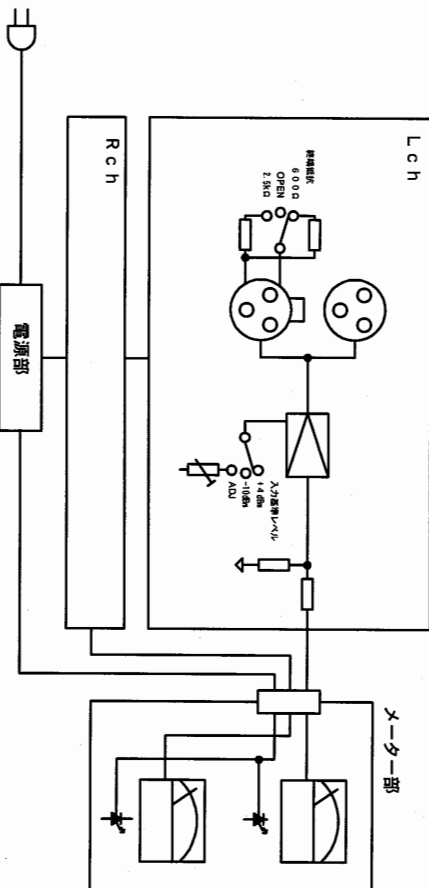 Lch
終端抵抗
600Ω
OPEN
2.5kΩ
入力基準レベル
+4dBm
-10dBm
ADJ
Rch
電源部
メーター部